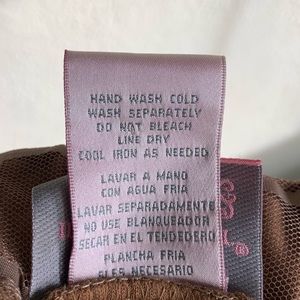 HAND WASH COLD
WASH SEPARATELY
DO NOT BLEACH
LINE DRY
COOL IRON AS NEEDED
LAVAR A MANO
CON AGUA FRIA
LAVAR SEPARADAMENTE
NO USE BLANQUEADOR
SECAR EN EL TENDEDERO
PLANCHA FRIA
SI ES NECESARIO